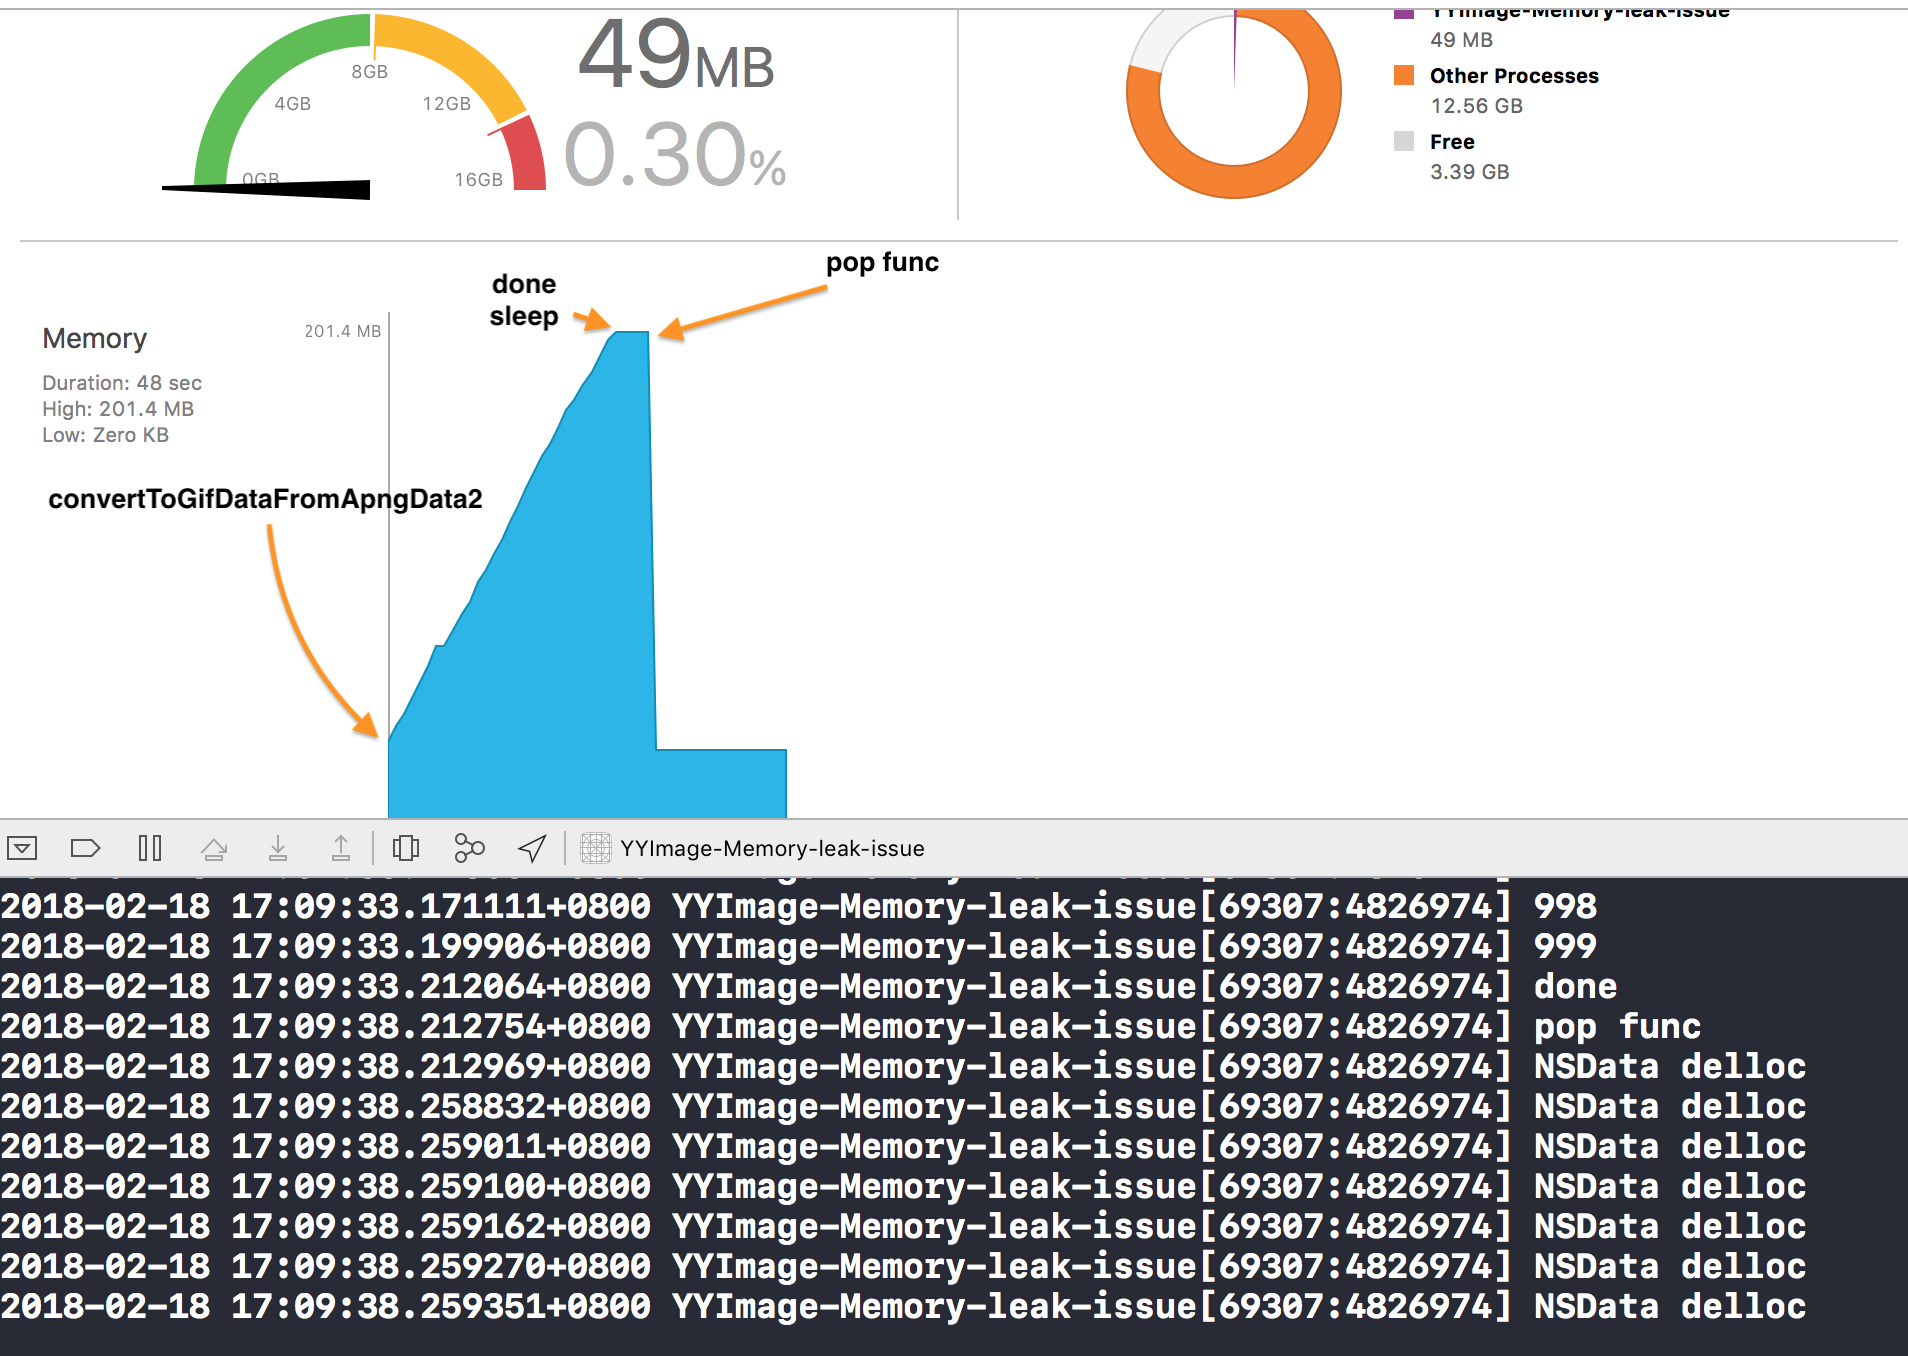 8GB
4GB
12GB
0GB
16GB
49MB
0.30%
YYImage-Memory-leak-issue
49 MB
Other Processes
12.56 GB
Free
3.39 GB
pop func
done
sleep
Memory
201.4 MB
Duration: 48 sec
High: 201.4 MB
Low: Zero KB
convertToGifDataFromApngData2
YYImage-Memory-leak-issue
2018-02-18 17:09:33.171111+0800 YYImage-Memory-leak-issue[69307:4826974] 998
2018-02-18 17:09:33.199906+0800 YYImage-Memory-leak-issue[69307:4826974] 999
2018-02-18 17:09:33.212064+0800 YYImage-Memory-leak-issue[69307:4826974] done
2018-02-18 17:09:38.212754+0800 YYImage-Memory-leak-issue[69307:4826974] pop func
2018-02-18 17:09:38.212969+0800 YYImage-Memory-leak-issue[69307:4826974] NSData delloc
2018-02-18 17:09:38.258832+0800 YYImage-Memory-leak-issue[69307:4826974] NSData delloc
2018-02-18 17:09:38.259011+0800 YYImage-Memory-leak-issue[69307:4826974] NSData delloc
2018-02-18 17:09:38.259100+0800 YYImage-Memory-leak-issue[69307:4826974] NSData delloc
2018-02-18 17:09:38.259162+0800 YYImage-Memory-leak-issue[69307:4826974] NSData delloc
2018-02-18 17:09:38.259270+0800 YYImage-Memory-leak-issue[69307:4826974] NSData delloc
2018-02-18 17:09:38.259351+0800 YYImage-Memory-leak-issue[69307:4826974] NSData delloc